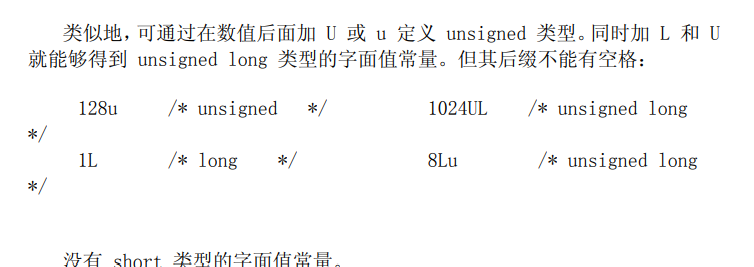 类似地，可通过在数值后面加 U 或 u 定义 unsigned 类型。同时加 L 和 U
就能够得到 unsigned long 类型的字面值常量。但其后缀不能有空格：
128u /* unsigned */ 1024UL /* unsigned long
*/
1L /* long */ 8Lu /* unsigned long
*/
没有 short 类型的字面值常量。